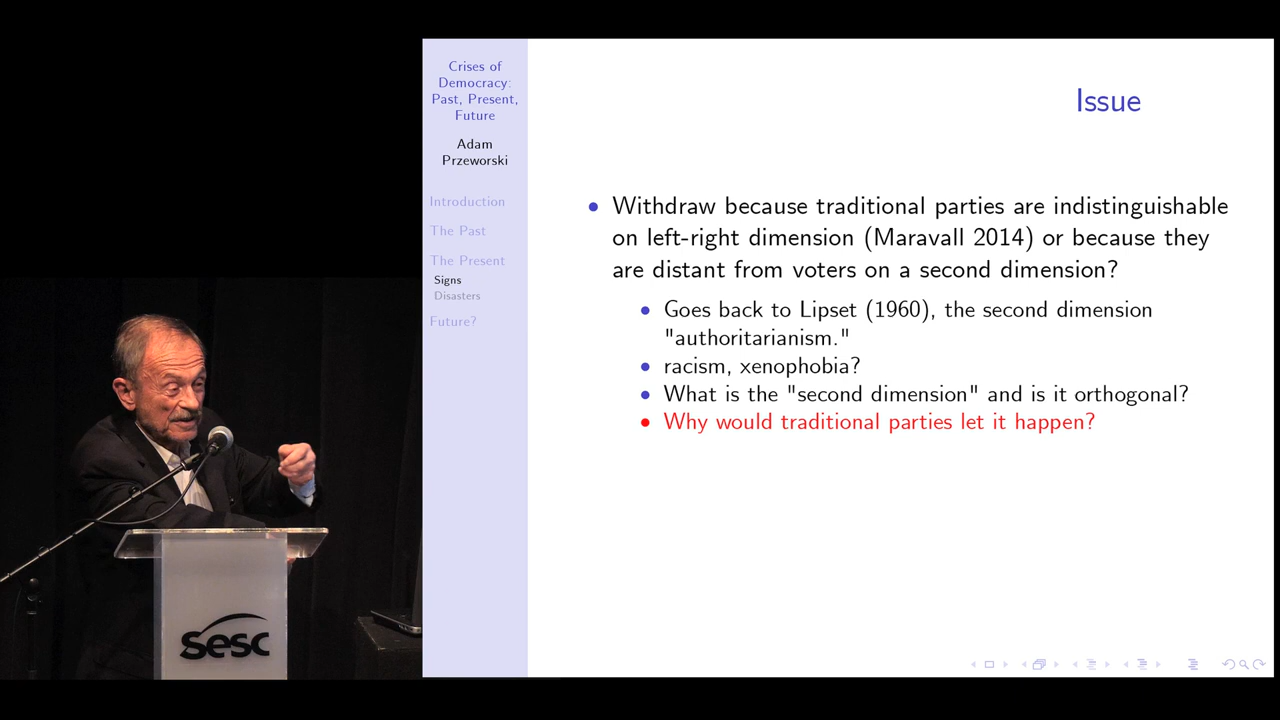 Crises of
Democracy:
Past, Present,
Future
Adam
Przeworski
Introduction
The Past
The Present
Signs
Disasters
Future?
Issue
• Withdraw because traditional parties are indistinguishable
on left-right dimension (Maravall 2014) or because they
are distant from voters on a second dimension?
• Goes back to Lipset (1960), the second dimension
"authoritarianism."
• racism, xenophobia?
• What is the "second dimension" and is it orthogonal?
• Why would traditional parties let it happen?
sesc